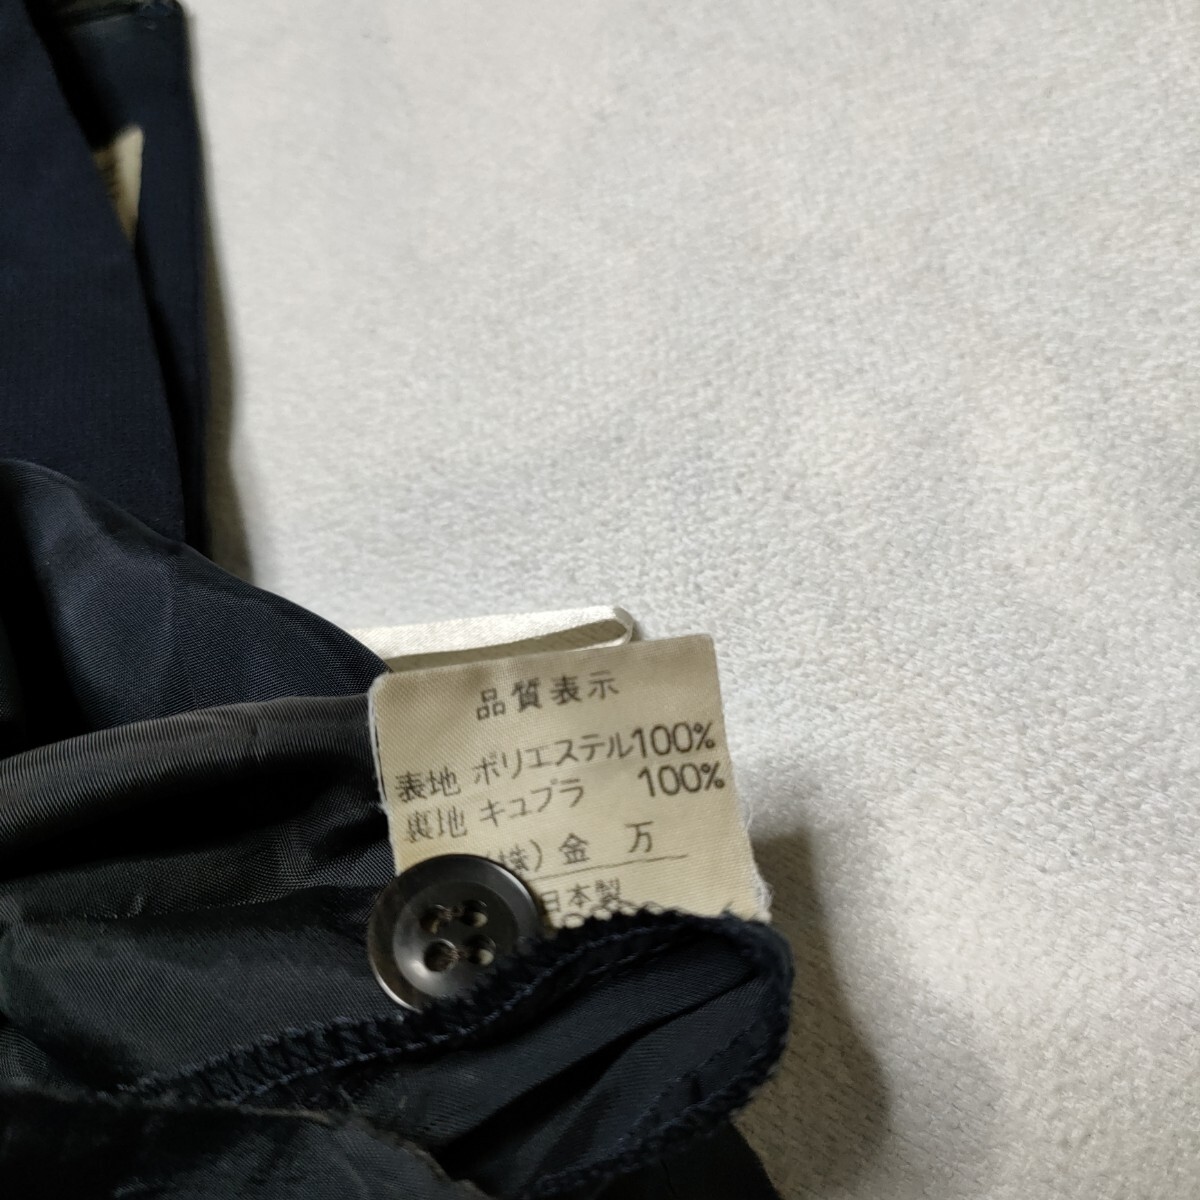 品質表示
表地 ポリエステル100%
裏地 キュプラ 100%
(株)金 万
日本製